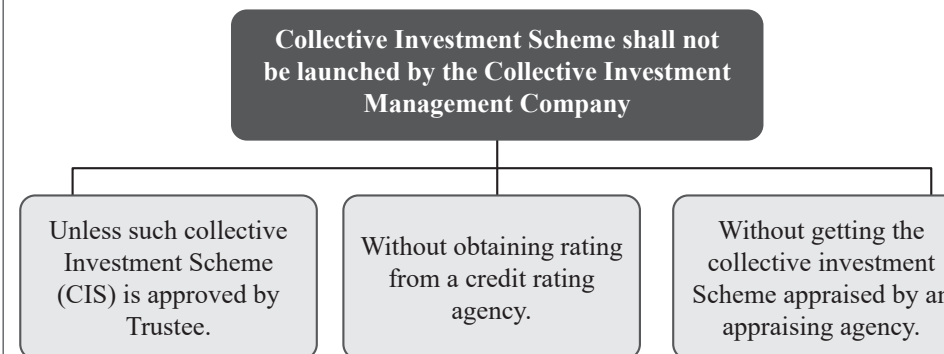 Collective Investment Scheme shall not
be launched by the Collective Investment
Management Company
Unless such collective
Investment Scheme
(CIS) is approved by
Trustee.
Without obtaining rating
from a credit rating
agency.
Without getting the
collective investment
Scheme appraised by an
appraising agency.